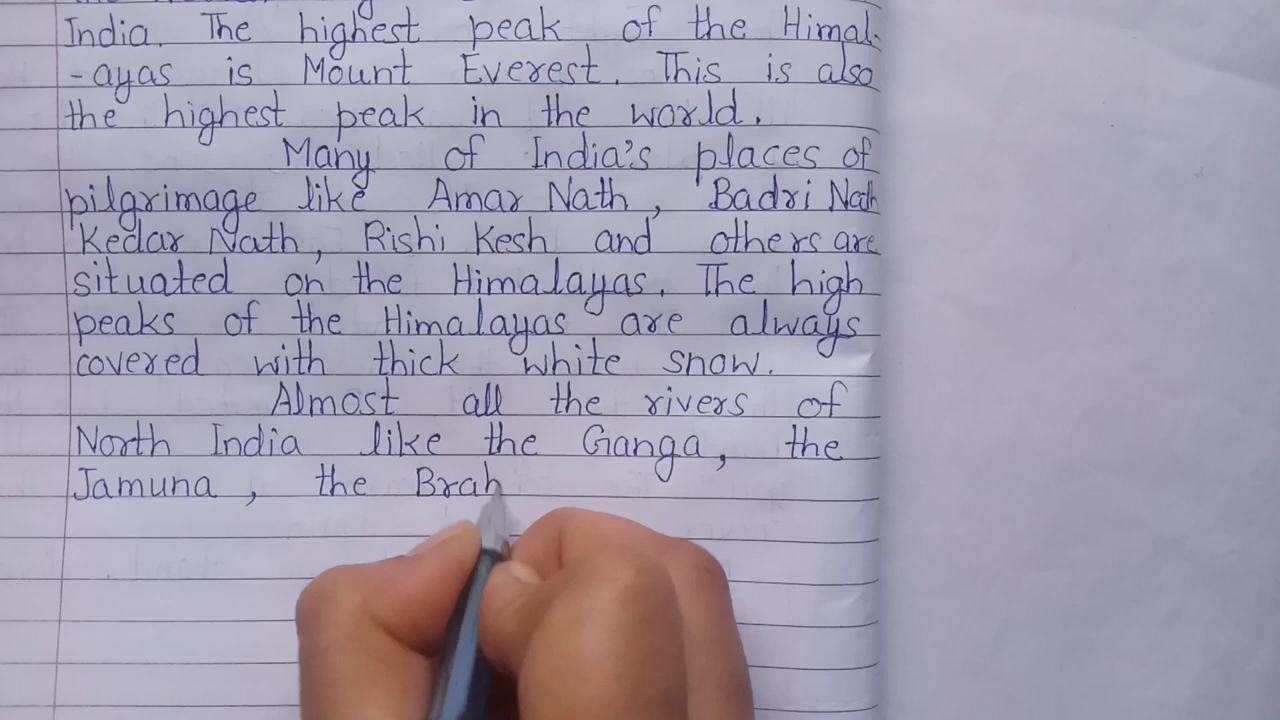 India. The highest peak of the Himal-
-ayas is Mount Everest. This is also
the highest peak in the world.
Many of India's places of
pilgrimage like Amar Nath, Badri Nath
Kedar Nath, Rishi Kesh and others are
situated on the Himalayas. The high
peaks of the Himalayas are always
covered with thick white snow.
Almost all the rivers of
North India like the Ganga, the
Jamuna, the Brah